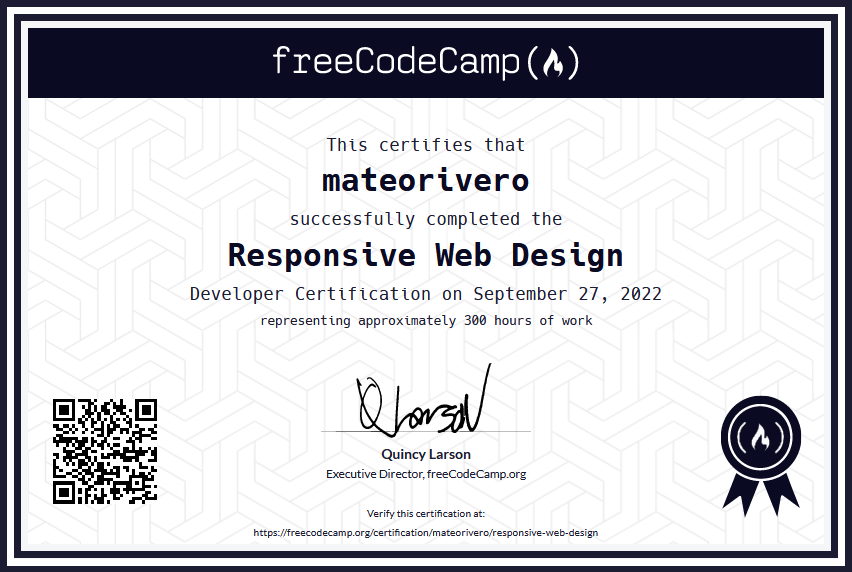 freeCodeCamp
This certifies that
mateorivero
successfully completed the
Responsive Web Design
Developer Certification on September 27, 2022
representing approximately 300 hours of work
Q Larson
Quincy Larson
Executive Director, freeCodeCamp.org
Verify this certification at:
https://freecodecamp.org/certification/mateorivero/responsive-web-design